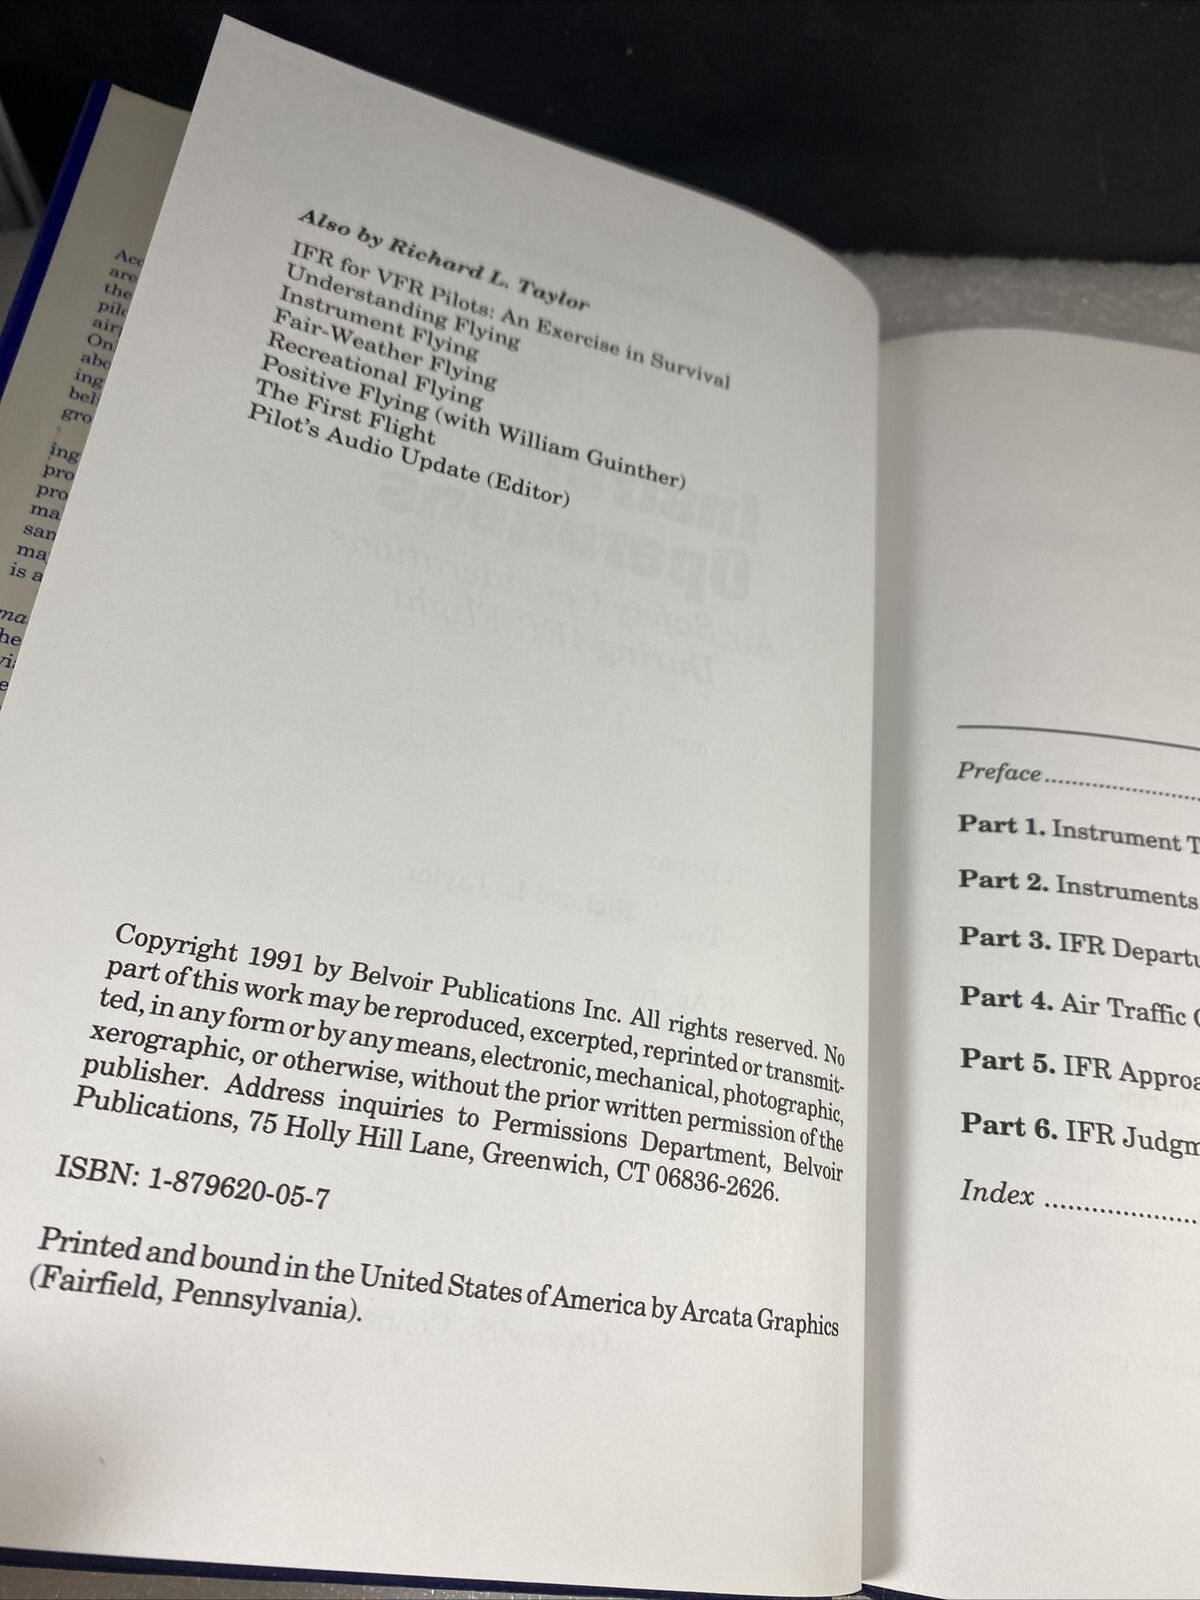 Also by Richard L. Taylor
IFR for VFR Pilots: An Exercise in Survival
Understanding Flying
Instrument Flying
Fair-Weather Flying
Recreational Flying
Positive Flying (with William Guinther)
The First Flight
Pilot's Audio Update (Editor)
Copyright 1991 by Belvoir Publications Inc. All rights reserved. No
part of this work may be reproduced, excerpted, reprinted or transmit-
ted, in any form or by any means, electronic, mechanical, photographic,
xerographic, or otherwise, without the prior written permission of the
publisher. Address inquiries to Permissions Department, Belvoir
Publications, 75 Holly Hill Lane, Greenwich, CT 06836-2626.
ISBN: 1-879620-05-7
Printed and bound in the United States of America by Arcata Graphics
(Fairfield, Pennsylvania).
Preface
Part 1. Instrument T
Part 2. Instruments
Part 3. IFR Departu
Part 4. Air Traffic
Part 5. IFR Approa
Part 6. IFR Judgm
Index